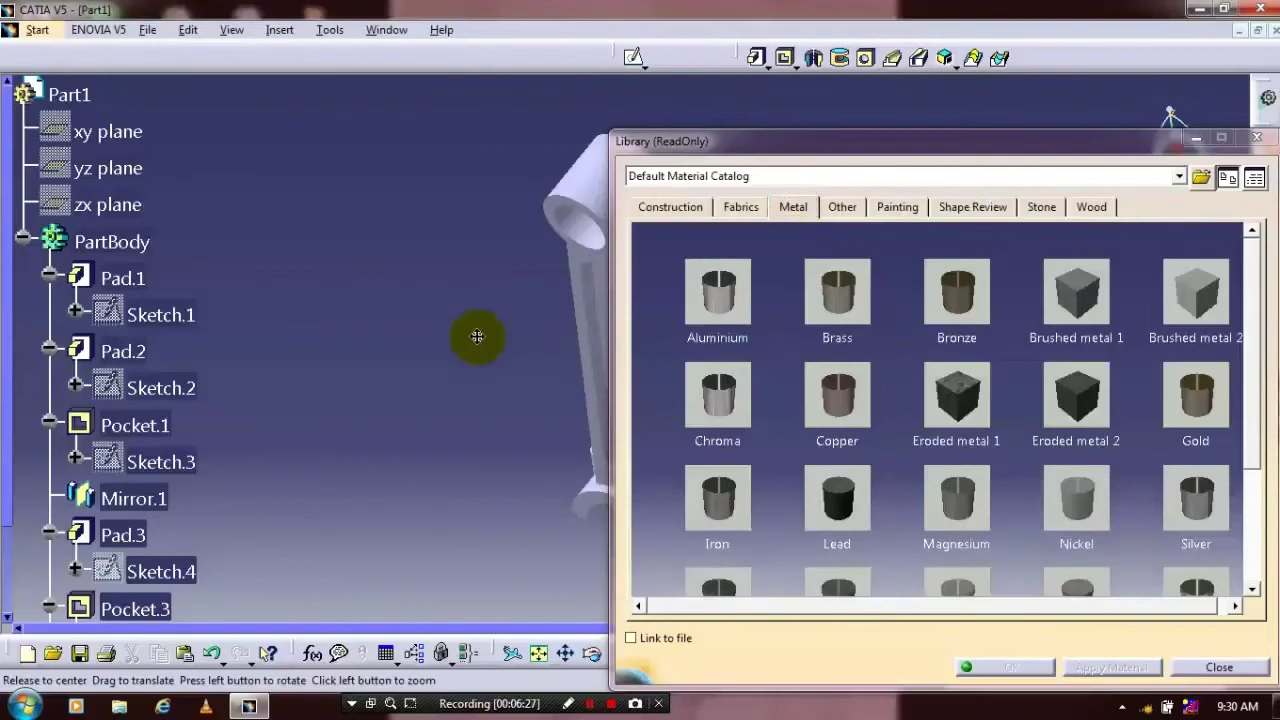 CATIA V5 - [Part1]
Start ENOVIA V5 File Edit View Insert Tools Window Help
Part1
xy plane
yz plane
zx plane
PartBody
Pad.1
Sketch.1
Pad.2
Sketch.2
Pocket.1
Sketch.3
Mirror.1
Pad.3
Sketch.4
Pocket.3
Library (ReadOnly)
Default Material Catalog
Construction Fabrics Metal Other Painting Shape Review Stone Wood
Aluminium Brass Bronze Brushed metal 1 Brushed metal 2
Chroma Copper Eroded metal 1 Eroded metal 2 Gold
Iron Lead Magnesium Nickel Silver
Link to file
OK Apply Material Close
Release to center Drag to translate Press left button to rotate Click left button to zoom
Recording [00:06:27]
9:30 AM